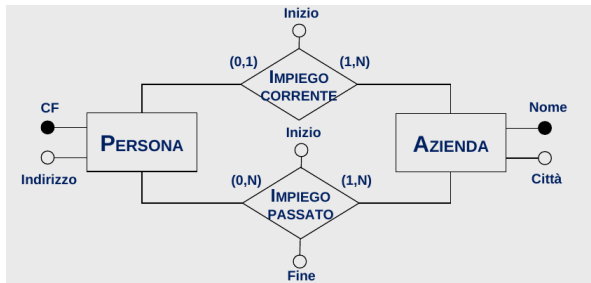 Inizio
(0,1)
(1,N)
IMPIEGO
CORRENTE
CF
Nome
Inizio
PERSONA
AZIENDA
Indirizzo
Città
(0,N)
(1,N)
IMPIEGO
PASSATO
Fine